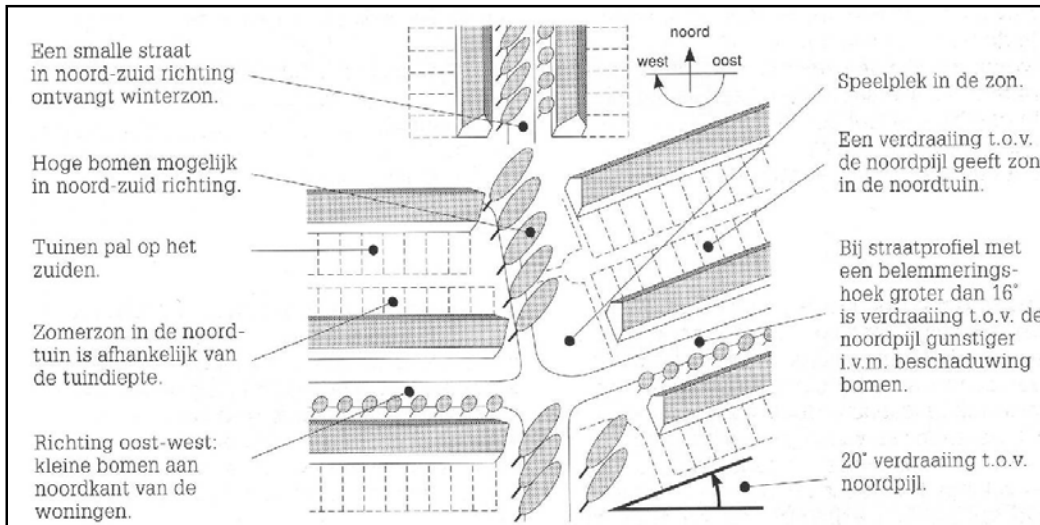 Een smalle straat
in noord-zuid richting
ontvangt winterzon.
Hoge bomen mogelijk
in noord-zuid richting.
Tuinen pal op het
zuiden.
Zomerzon in de noord-
tuin is afhankelijk van
de tuindiepte.
Richting oost-west:
kleine bomen aan
noordkant van de
woningen.
noord
west
oost
Speelplek in de zon.
Een verdraaiing t.o.v.
de noordpijl geeft zon
in de noordtuin.
Bij straatprofiel met
een belemmerings-
hoek groter dan 16°
is verdraaiing t.o.v. de
noordpijl gunstiger
i.v.m. beschaduwing
bomen.
20° verdraaiing t.o.v.
noordpijl.